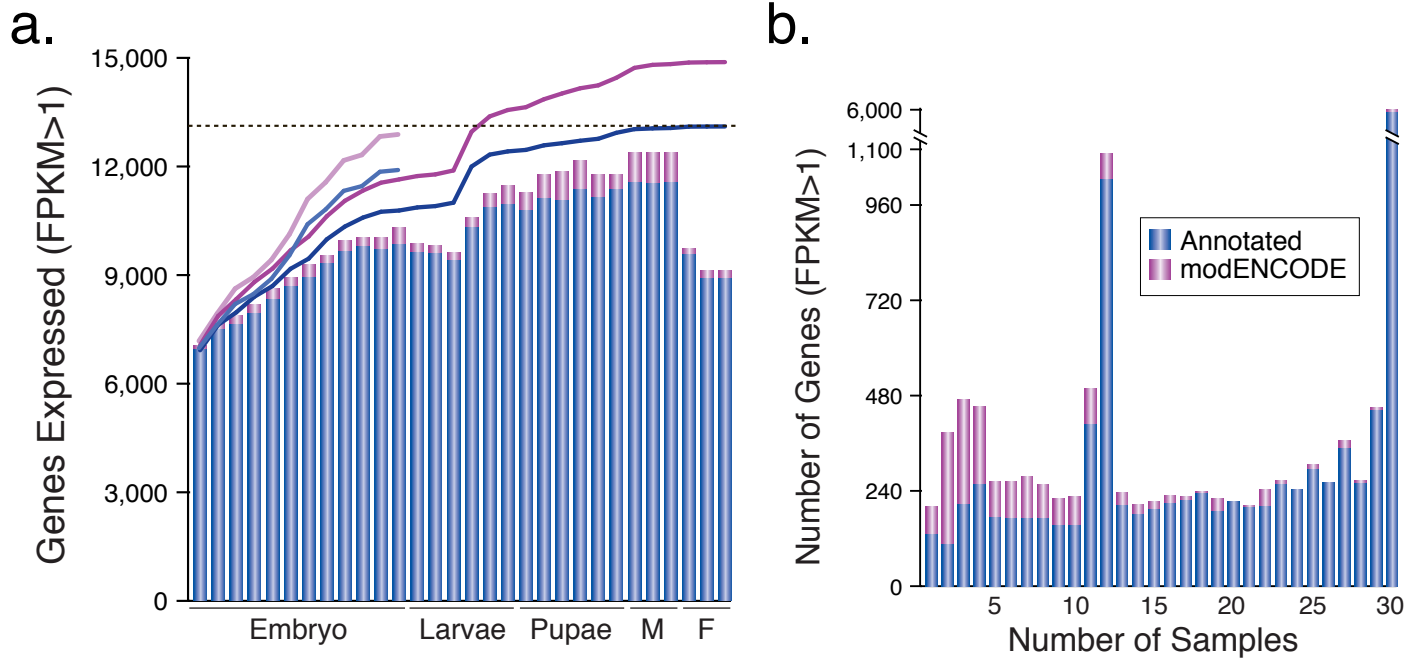 a.
Genes Expressed (FPKM>1)
15,000
12,000
9,000
6,000
3,000
0
Embryo Larvae Pupae M F
b.
Number of Genes (FPKM>1)
6,000
1,100
960
720
480
240
0
Annotated
modENCODE
5 10 15 20 25 30
Number of Samples